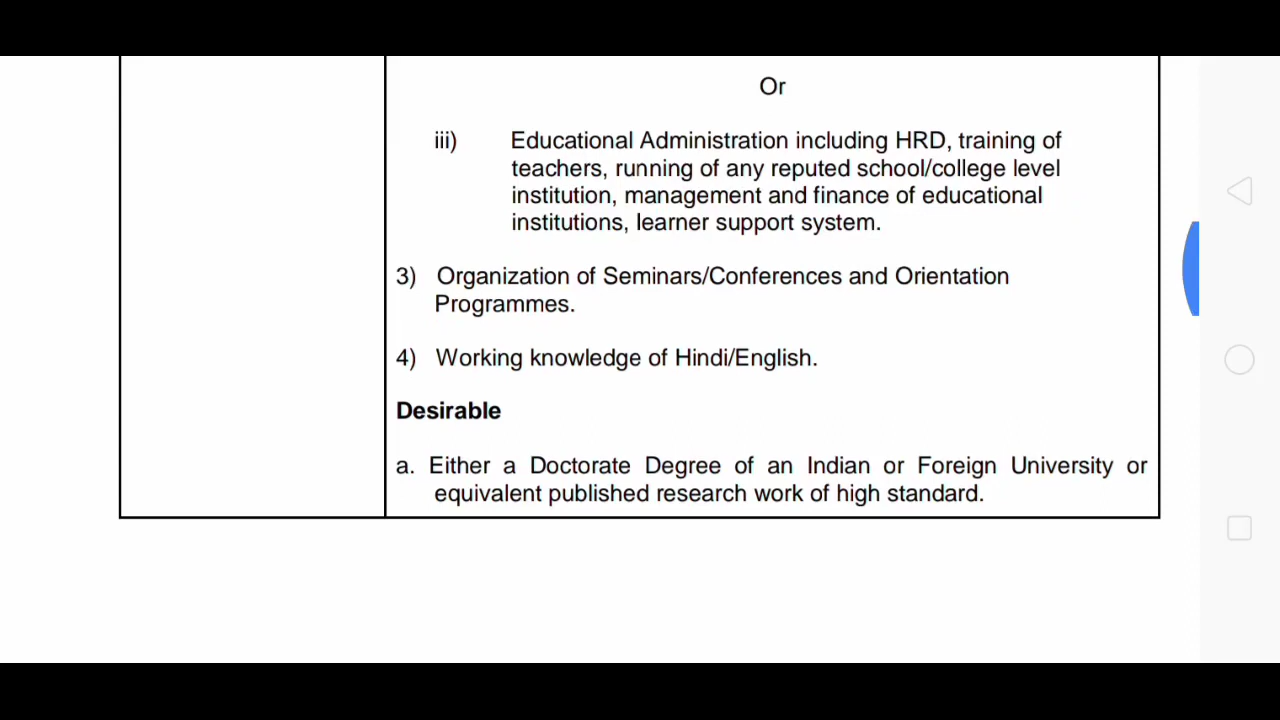 Or
iii) Educational Administration including HRD, training of
teachers, running of any reputed school/college level
institution, management and finance of educational
institutions, learner support system.
3) Organization of Seminars/Conferences and Orientation
Programmes.
4) Working knowledge of Hindi/English.
Desirable
a. Either a Doctorate Degree of an Indian or Foreign University or
equivalent published research work of high standard.